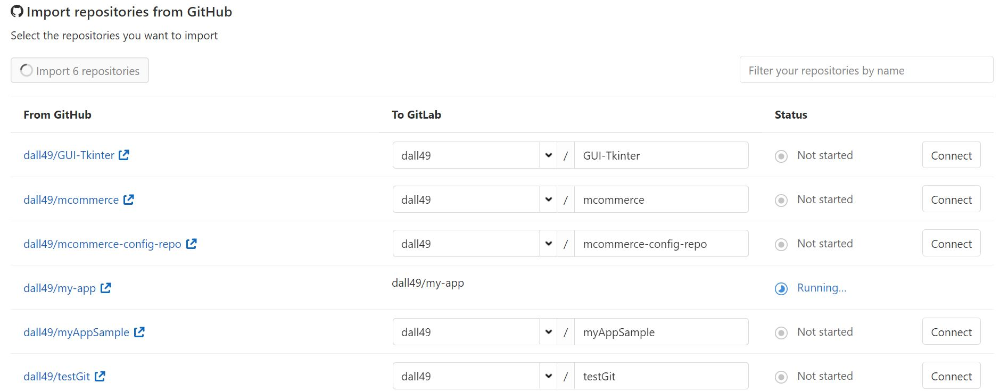 Import repositories from GitHub
Select the repositories you want to import
Import 6 repositories
Filter your repositories by name
From GitHub To GitLab Status
dall49/GUI-Tkinter dall49 / GUI-Tkinter Not started Connect
dall49/mcommerce dall49 / mcommerce Not started Connect
dall49/mcommerce-config-repo dall49 / mcommerce-config-repo Not started Connect
dall49/my-app dall49/my-app Running...
dall49/myAppSample dall49 / myAppSample Not started Connect
dall49/testGit dall49 / testGit Not started Connect